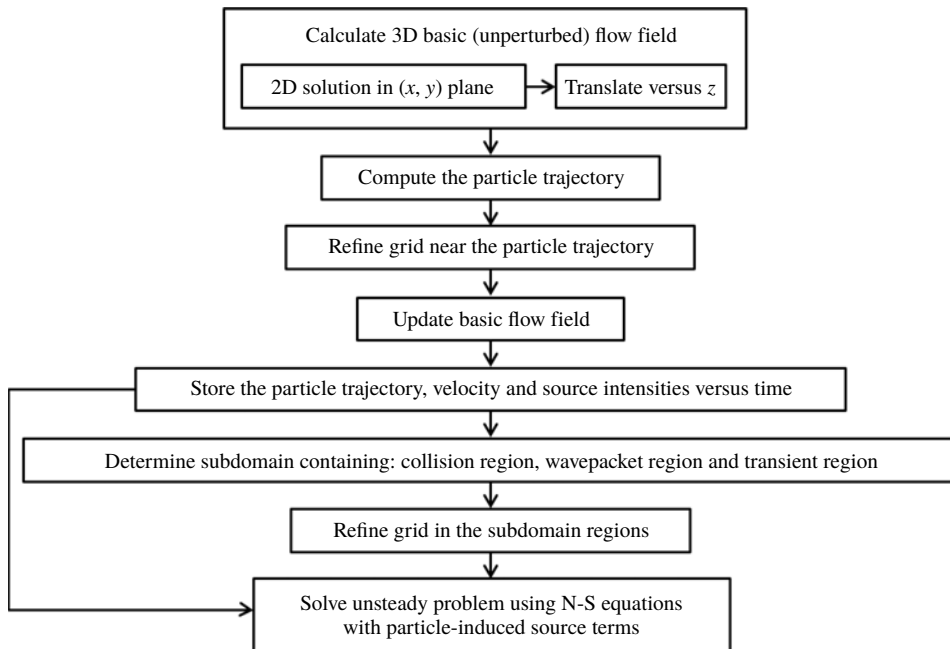 Calculate 3D basic (unperturbed) flow field
2D solution in (x, y) plane
Translate versus z
Compute the particle trajectory
Refine grid near the particle trajectory
Update basic flow field
Store the particle trajectory, velocity and source intensities versus time
Determine subdomain containing: collision region, wavepacket region and transient region
Refine grid in the subdomain regions
Solve unsteady problem using N-S equations
with particle-induced source terms